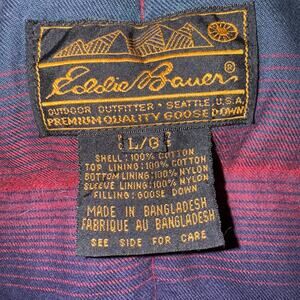 Eddie Bauer®
OUTDOOR OUTFITTER • SEATTLE, U.S.A.
PREMIUM QUALITY GOOSE DOWN
L/G
SHELL: 100% COTTON
TOP LINING: 100% COTTON
BOTTOM LINING: 100% NYLON
SLEEVE LINING: 100% NYLON
FILLING: GOOSE DOWN
MADE IN BANGLADESH
FABRIQUE AU BANGLADESH
SEE SIDE FOR CARE